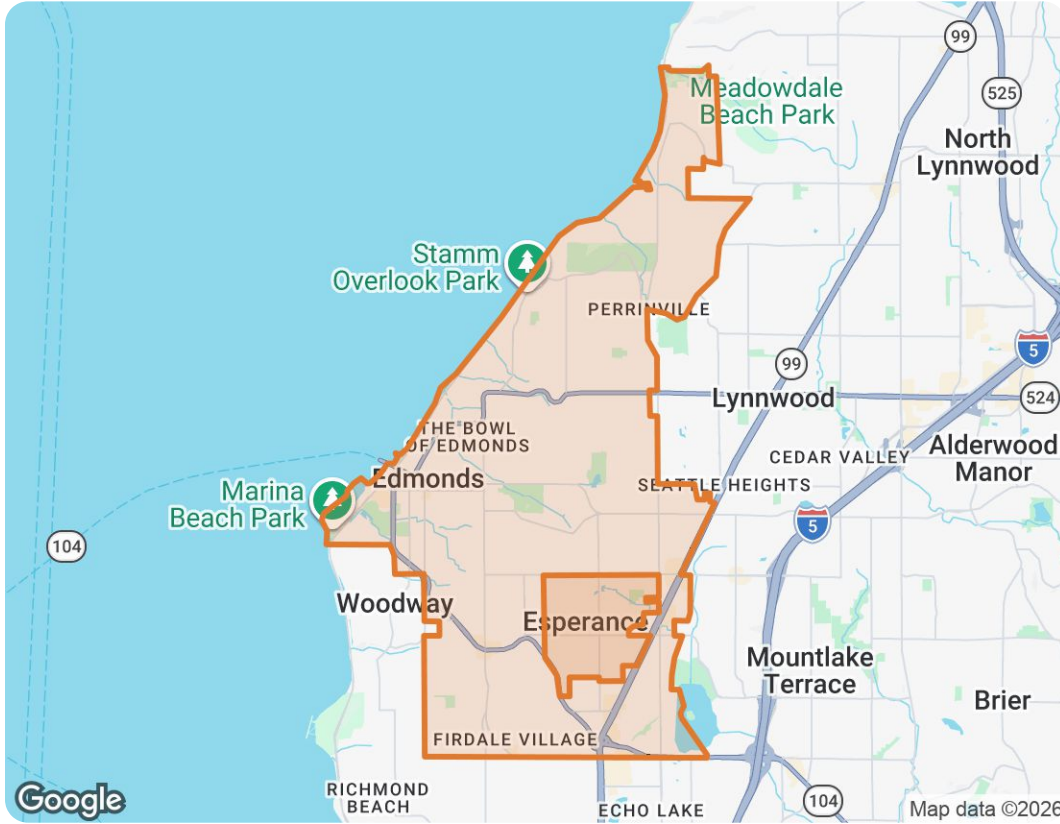 99
Meadowdale
Beach Park
525
North
Lynnwood
Stamm
Overlook Park
PERRINVILLE
5
99
Lynnwood
524
THE BOWL
OF EDMONDS
Alderwood
Manor
CEDAR VALLEY
Edmonds
SEATTLE HEIGHTS
Marina
Beach Park
5
104
Woodway
Esperance
Mountlake
Terrace
Brier
FIRDALE VILLAGE
RICHMOND
BEACH
Google
ECHO LAKE
104
Map data ©2026